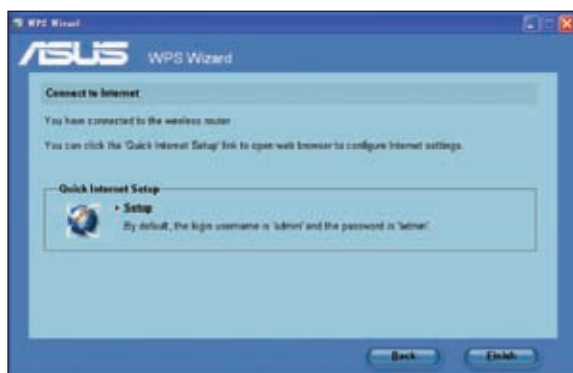 WPS Wizard
ASUS WPS Wizard
Connect to Internet
You have connected to the wireless router
You can click the 'Quick Internet Setup' link to open web browser to configure Internet settings.
Quick Internet Setup
Setup
By default, the login username is 'admin' and the password is 'admin'.
Back Finish